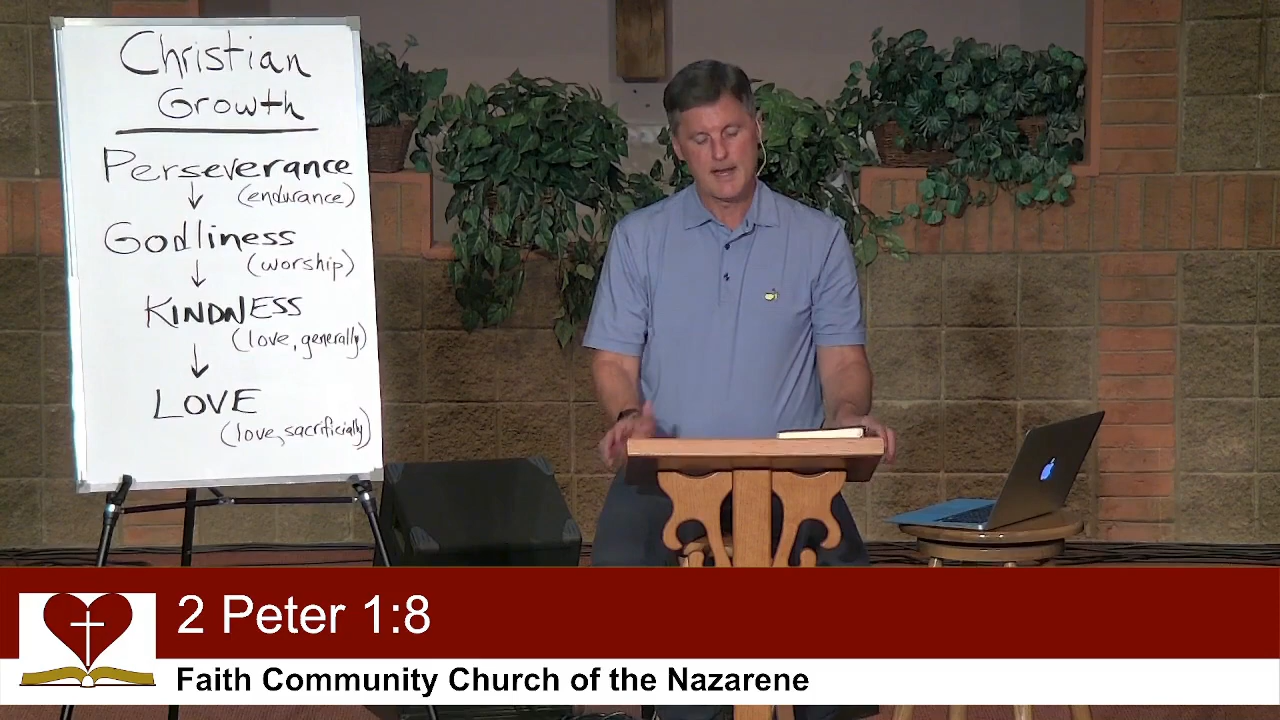 Christian
Growth
Perseverance
(endurance)
Godliness
(worship)
KINDNESS
(love, generally)
LOVE
(love, sacrificially)
2 Peter 1:8
Faith Community Church of the Nazarene